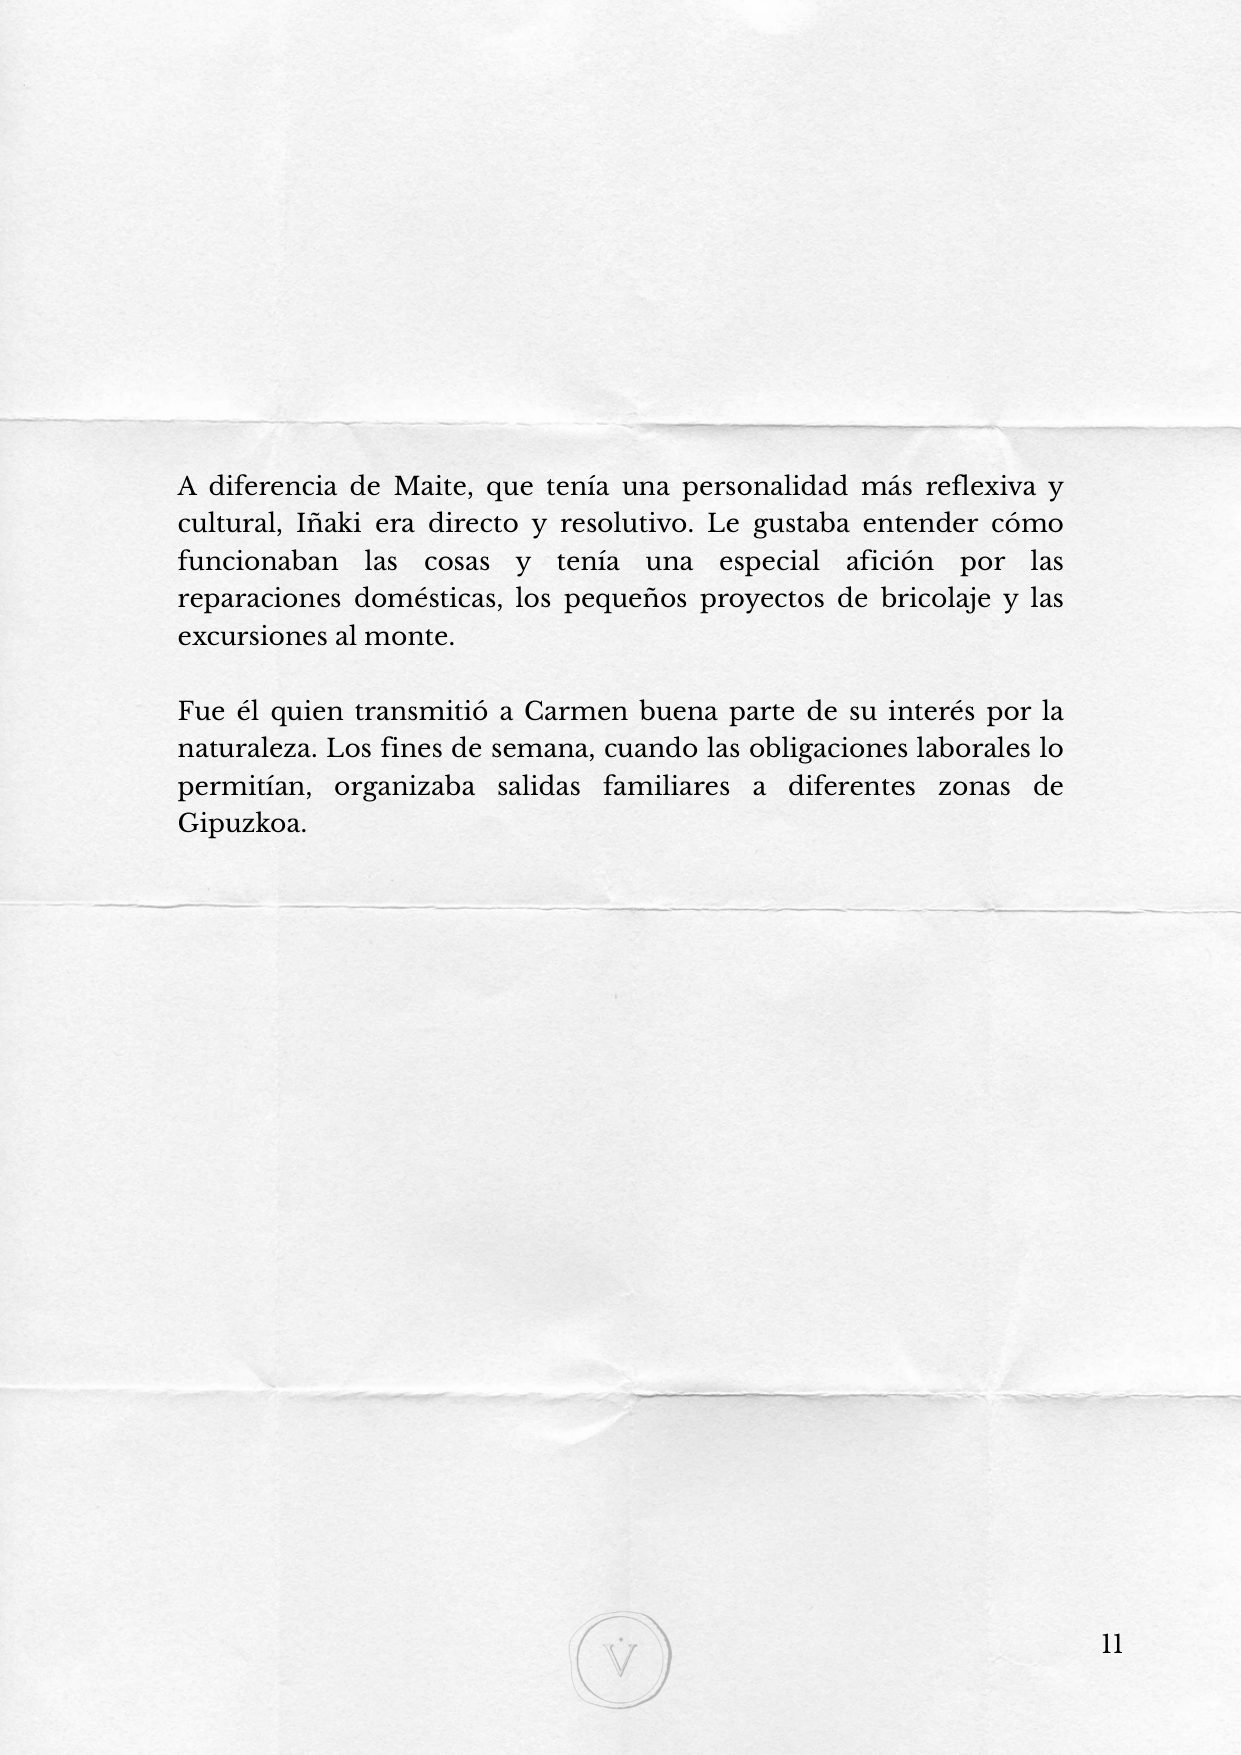 A diferencia de Maite, que tenía una personalidad más reflexiva y
cultural, Iñaki era directo y resolutivo. Le gustaba entender cómo
funcionaban las cosas y tenía una especial afición por las
reparaciones domésticas, los pequeños proyectos de bricolaje y las
excursiones al monte.
Fue él quien transmitió a Carmen buena parte de su interés por la
naturaleza. Los fines de semana, cuando las obligaciones laborales lo
permitían, organizaba salidas familiares a diferentes zonas de
Gipuzkoa.
V
11